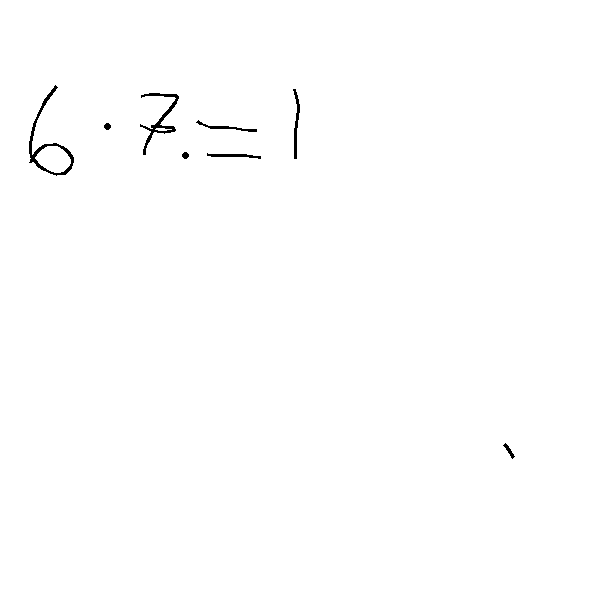 6 · 7. = 1